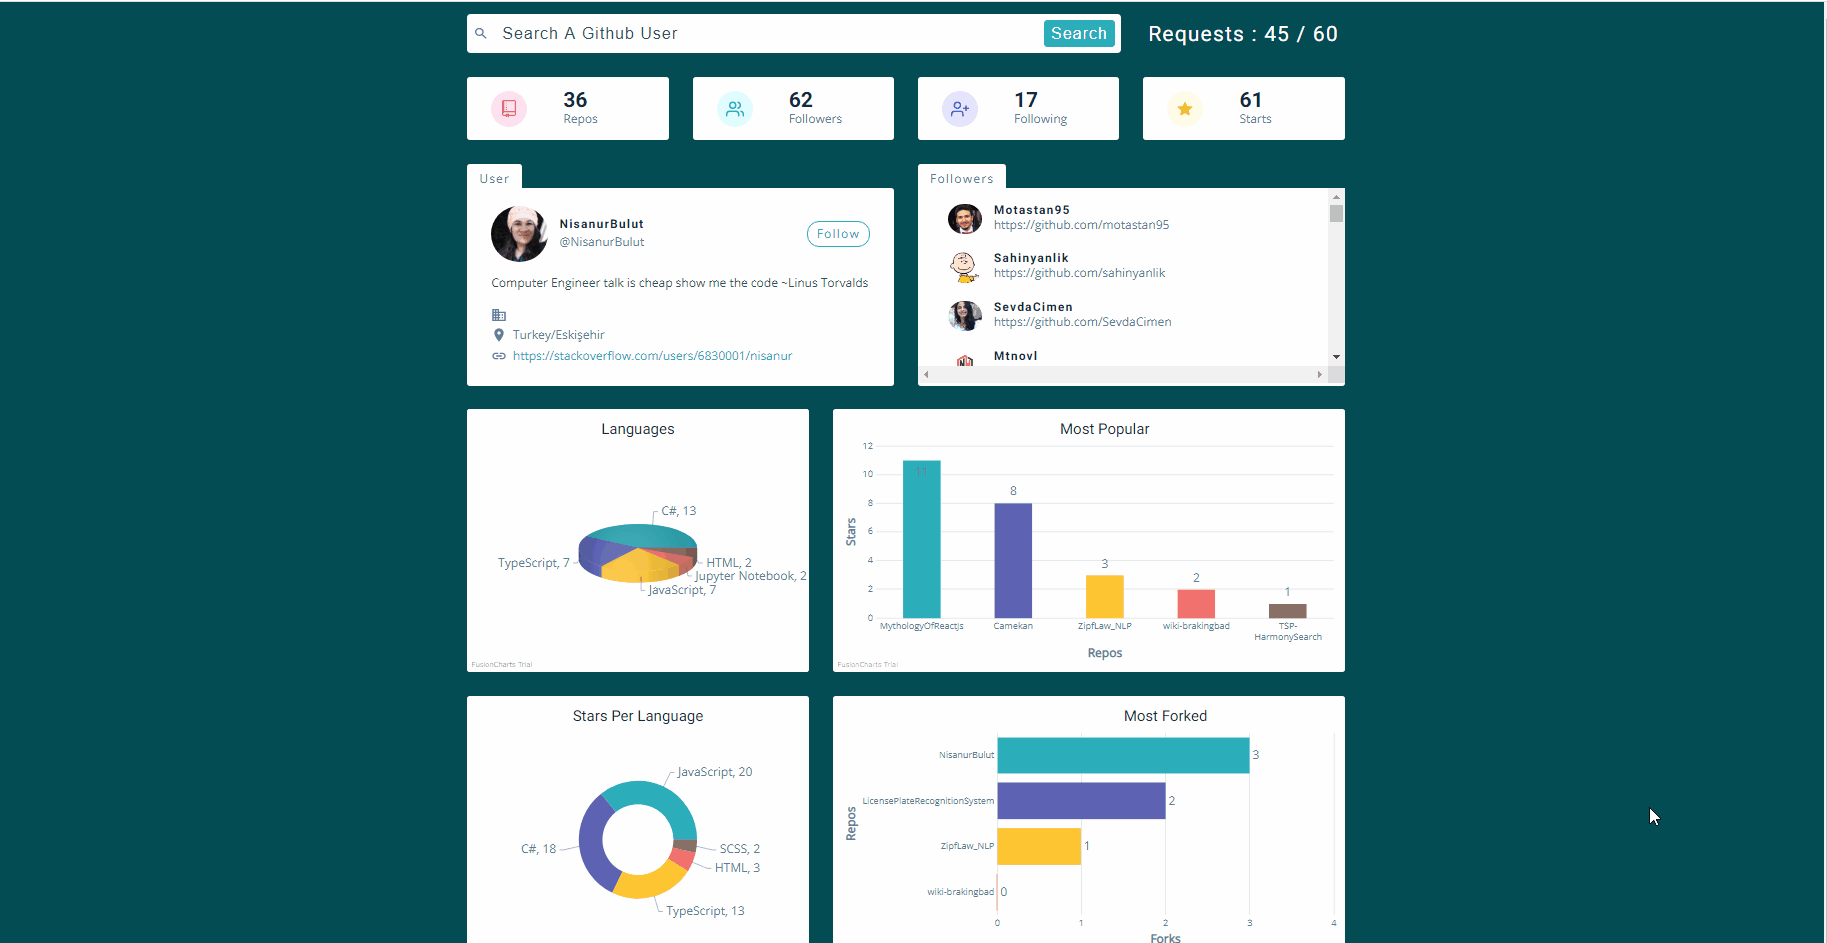 Search A Github User
Search
Requests : 45 / 60
36
Repos
62
Followers
17
Following
61
Starts
User
NisanurBulut
@NisanurBulut
Follow
Computer Engineer talk is cheap show me the code ~Linus Torvalds
Turkey/Eskişehir
https://stackoverflow.com/users/6830001/nisanur
Followers
Motastan95
https://github.com/motastan95
Sahinyanlik
https://github.com/sahinyanlik
SevdaCimen
https://github.com/SevdaCimen
Mtnovl
Languages
C#, 13
TypeScript, 7
HTML, 2
Jupyter Notebook, 2
JavaScript, 7
FusionCharts Trial
Most Popular
12
10
8
6
4
2
0
Stars
11
8
3
2
1
MythologyOfReactjs
Camekan
ZipfLaw_NLP
wiki-brakingbad
TSP-
HarmonySearch
Repos
FusionCharts Trial
Stars Per Language
JavaScript, 20
C#, 18
SCSS, 2
HTML, 3
TypeScript, 13
Most Forked
Repos
NisanurBulut
3
LicensePlateRecognitionSystem
2
ZipfLaw_NLP
1
wiki-brakingbad
0
0
1
2
3
4
Forks